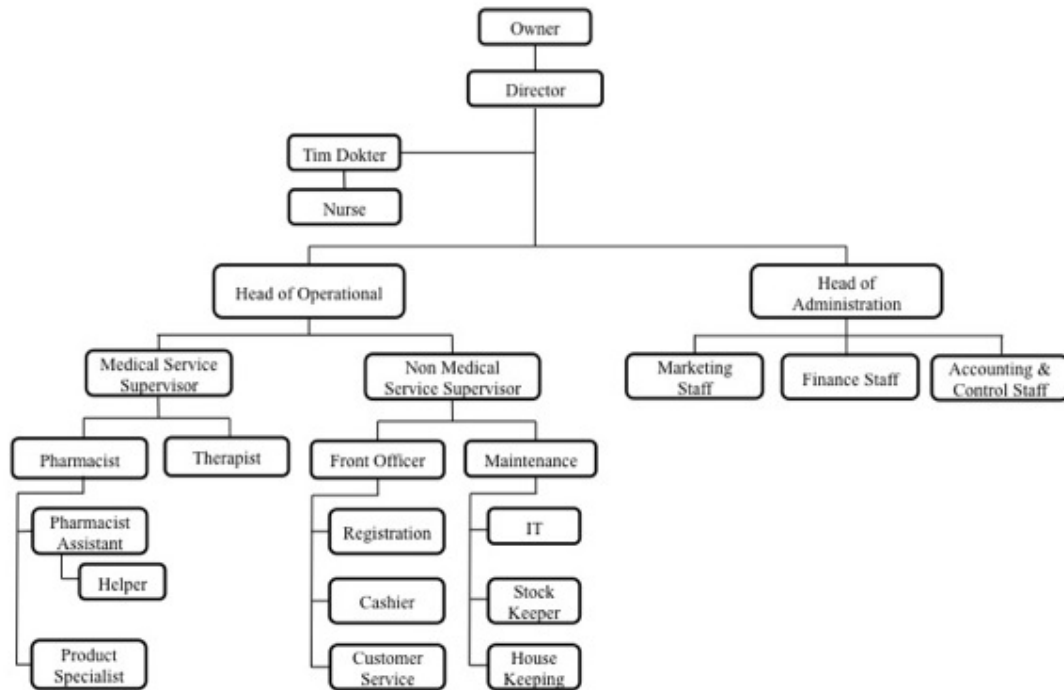 Owner
Director
Tim Dokter
Nurse
Head of Operational
Head of
Administration
Medical Service
Supervisor
Non Medical
Service Supervisor
Marketing
Staff
Finance Staff
Accounting &
Control Staff
Pharmacist
Therapist
Front Officer
Maintenance
Pharmacist
Assistant
Registration
IT
Helper
Cashier
Stock
Keeper
Product
Specialist
Customer
Service
House
Keeping